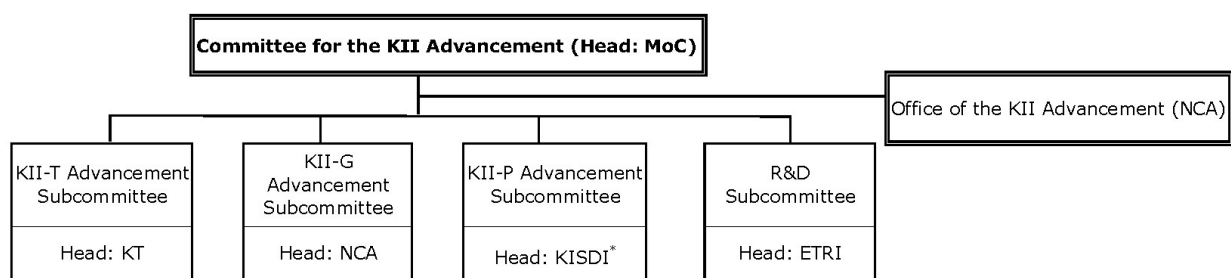 Committee for the KII Advancement (Head: MoC)
Office of the KII Advancement (NCA)
KII-T Advancement
Subcommittee
Head: KT
KII-G
Advancement
Subcommittee
Head: NCA
KII-P Advancement
Subcommittee
Head: KISDI*
R&D
Subcommittee
Head: ETRI